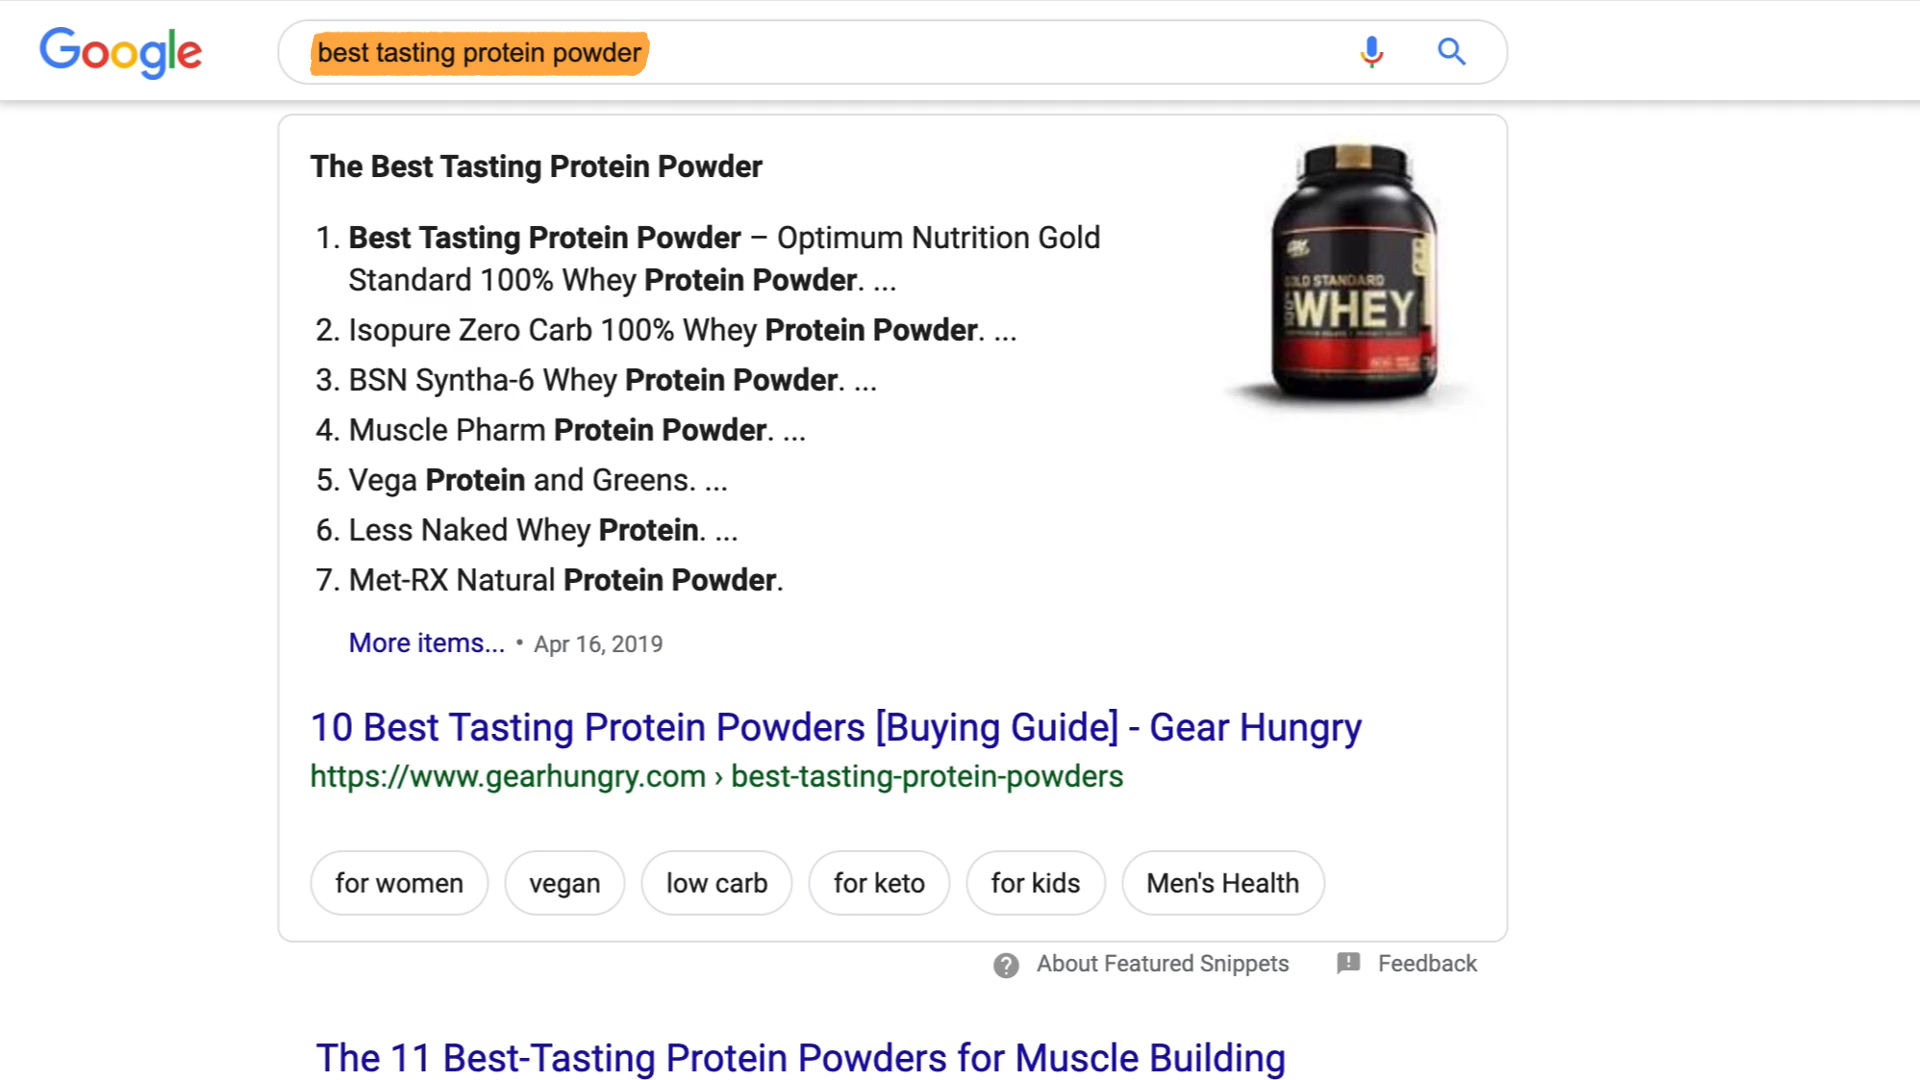 Google
best tasting protein powder
The Best Tasting Protein Powder
1. Best Tasting Protein Powder – Optimum Nutrition Gold
Standard 100% Whey Protein Powder. ...
2. Isopure Zero Carb 100% Whey Protein Powder. ...
3. BSN Syntha-6 Whey Protein Powder. ...
4. Muscle Pharm Protein Powder. ...
5. Vega Protein and Greens. ...
6. Less Naked Whey Protein. ...
7. Met-RX Natural Protein Powder.
More items... • Apr 16, 2019
ON
GOLD STANDARD
100% WHEY
10 Best Tasting Protein Powders [Buying Guide] - Gear Hungry
https://www.gearhungry.com › best-tasting-protein-powders
for women
vegan
low carb
for keto
for kids
Men's Health
About Featured Snippets
Feedback
The 11 Best-Tasting Protein Powders for Muscle Building